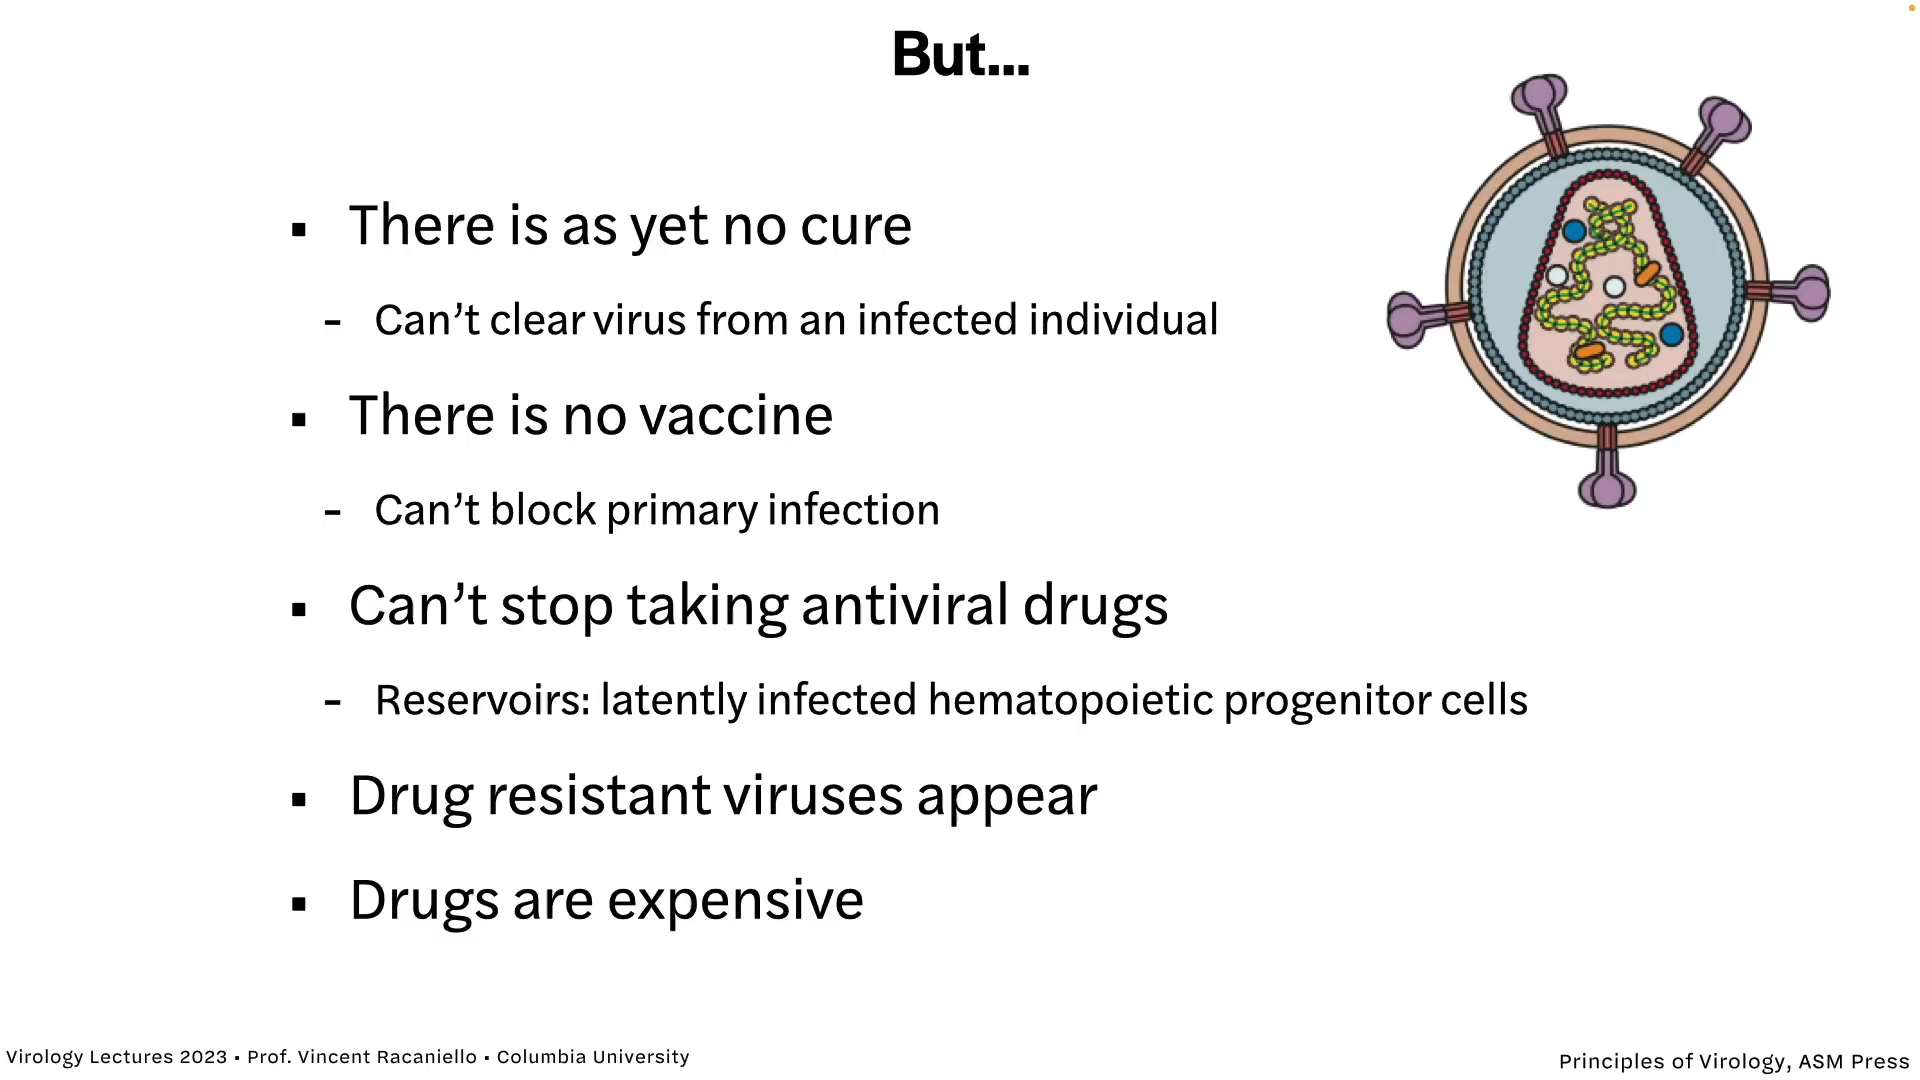 But...
▪ There is as yet no cure
- Can’t clear virus from an infected individual
▪ There is no vaccine
- Can’t block primary infection
▪ Can’t stop taking antiviral drugs
- Reservoirs: latently infected hematopoietic progenitor cells
▪ Drug resistant viruses appear
▪ Drugs are expensive
Virology Lectures 2023 ▪ Prof. Vincent Racaniello ▪ Columbia University
Principles of Virology, ASM Press